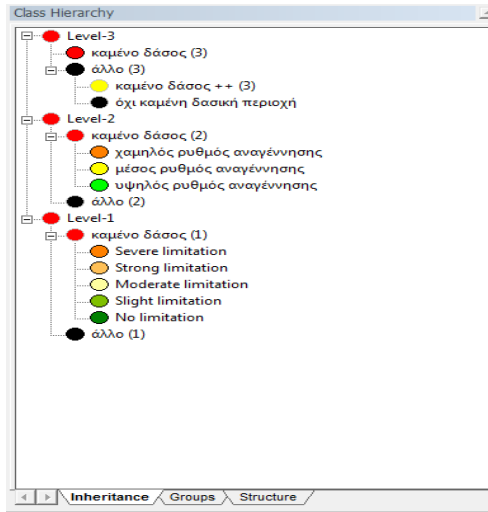 Class Hierarchy
Level-3
καμένο δάσος (3)
άλλο (3)
καμένο δάσος ++ (3)
όχι καμένη δασική περιοχή
Level-2
καμένο δάσος (2)
χαμηλός ρυθμός αναγέννησης
μέσος ρυθμός αναγέννησης
υψηλός ρυθμός αναγέννησης
άλλο (2)
Level-1
καμένο δάσος (1)
Severe limitation
Strong limitation
Moderate limitation
Slight limitation
No limitation
άλλο (1)
Inheritance Groups Structure